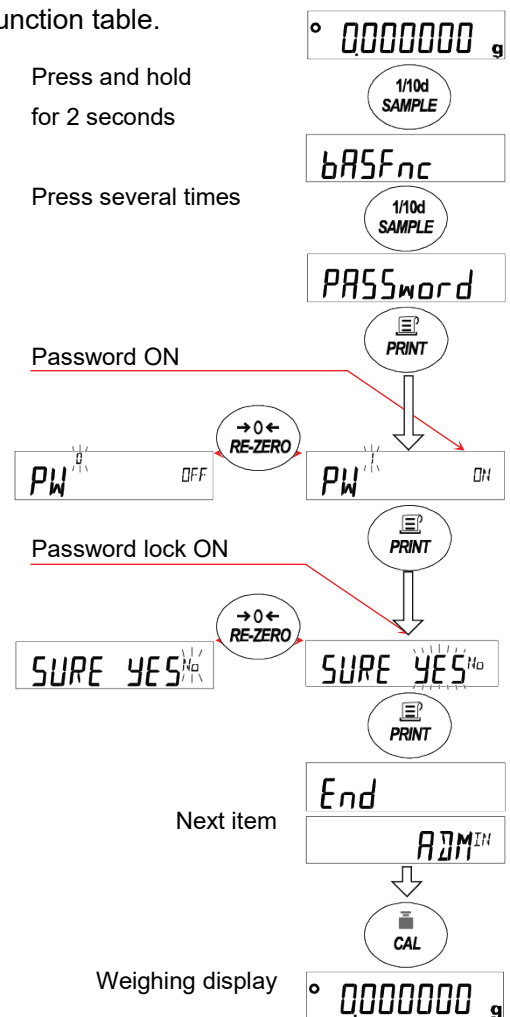 unction table.
0.000000 g
Press and hold
for 2 seconds
1/10d
SAMPLE
bASFnc
Press several times
1/10d
SAMPLE
PASSword
PRINT
Password ON
→0←
RE-ZERO
PW 0 OFF
PW 1 ON
PRINT
Password lock ON
→0←
RE-ZERO
SURE YES No
SURE YES No
PRINT
End
Next item
ADMIN
CAL
Weighing display
0.000000 g